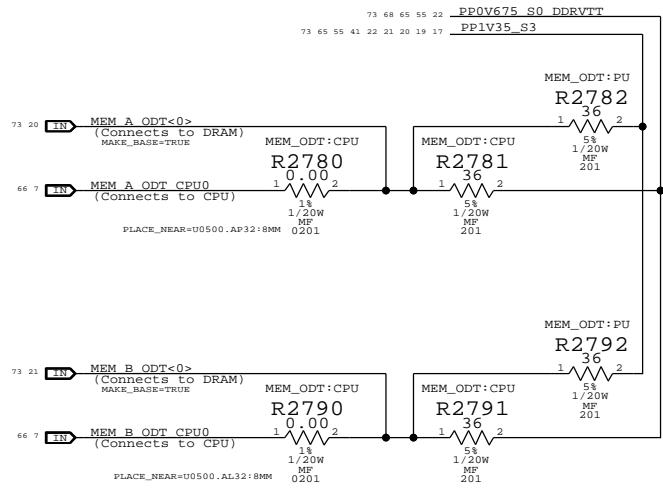 73 68 65 55 22 PP0V675_S0_DDRVTT
73 65 55 41 22 21 20 19 17 PP1V35_S3
MEM_ODT:PU
R2782
36
1 2
5%
1/20W
MF
201
73 20 IN MEM_A_ODT<0>
(Connects to DRAM)
MAKE_BASE=TRUE
MEM_ODT:CPU
R2780
0.00
1 2
1%
1/20W
MF
0201
MEM_ODT:CPU
R2781
36
1 2
5%
1/20W
MF
201
66 7 IN MEM_A_ODT_CPU0
(Connects to CPU)
PLACE_NEAR=U0500.AP32:8MM
MEM_ODT:PU
R2792
36
1 2
5%
1/20W
MF
201
73 21 IN MEM_B_ODT<0>
(Connects to DRAM)
MAKE_BASE=TRUE
MEM_ODT:CPU
R2790
0.00
1 2
1%
1/20W
MF
0201
MEM_ODT:CPU
R2791
36
1 2
5%
1/20W
MF
201
66 7 IN MEM_B_ODT_CPU0
(Connects to CPU)
PLACE_NEAR=U0500.AL32:8MM